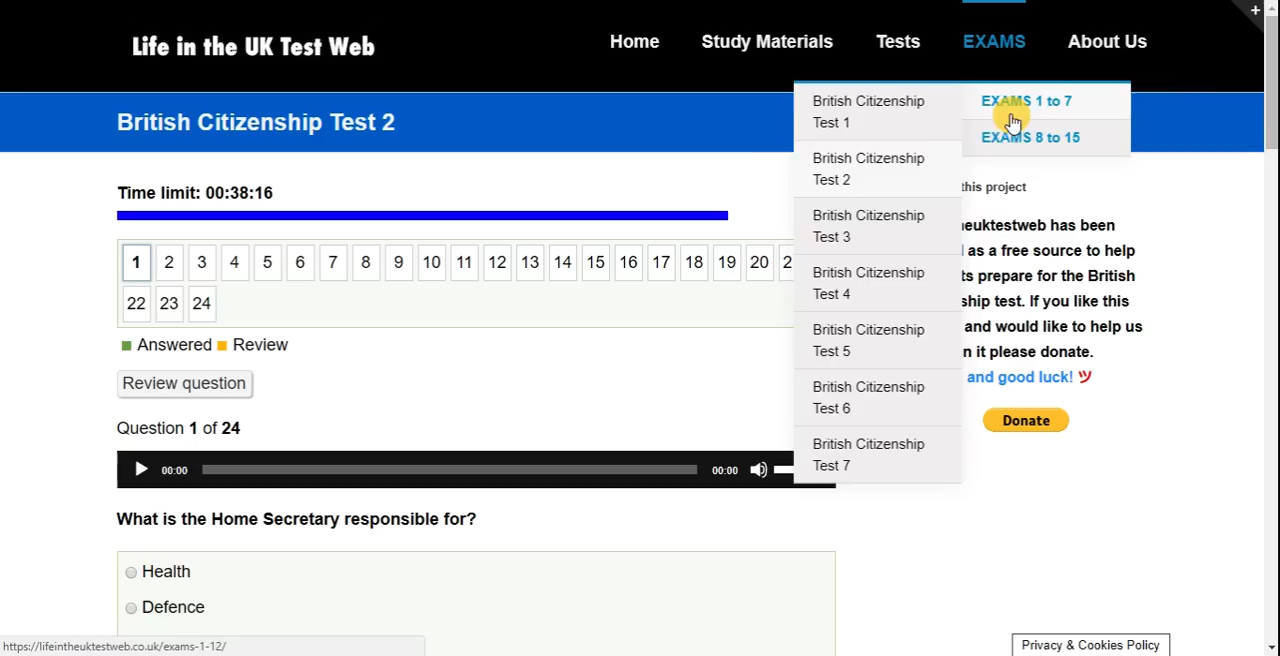 Life in the UK Test Web
Home
Study Materials
Tests
EXAMS
About Us
+
British Citizenship Test 2
British Citizenship
Test 1
British Citizenship
Test 2
British Citizenship
Test 3
British Citizenship
Test 4
British Citizenship
Test 5
British Citizenship
Test 6
British Citizenship
Test 7
EXAMS 1 to 7
EXAMS 8 to 15
Time limit: 00:38:16
1 2 3 4 5 6 7 8 9 10 11 12 13 14 15 16 17 18 19 20 2
22 23 24
Answered Review
Review question
Question 1 of 24
00:00 00:00
What is the Home Secretary responsible for?
Health
Defence
this project
euktestweb has been
as a free source to help
ts prepare for the British
ship test. If you like this
and would like to help us
n it please donate.
and good luck! ツ
Donate
https://lifeintheuktestweb.co.uk/exams-1-12/
Privacy & Cookies Policy